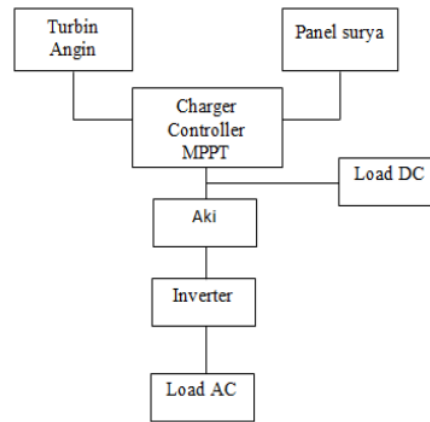 Turbin
Angin
Panel surya
Charger
Controller
MPPT
Load DC
Aki
Inverter
Load AC